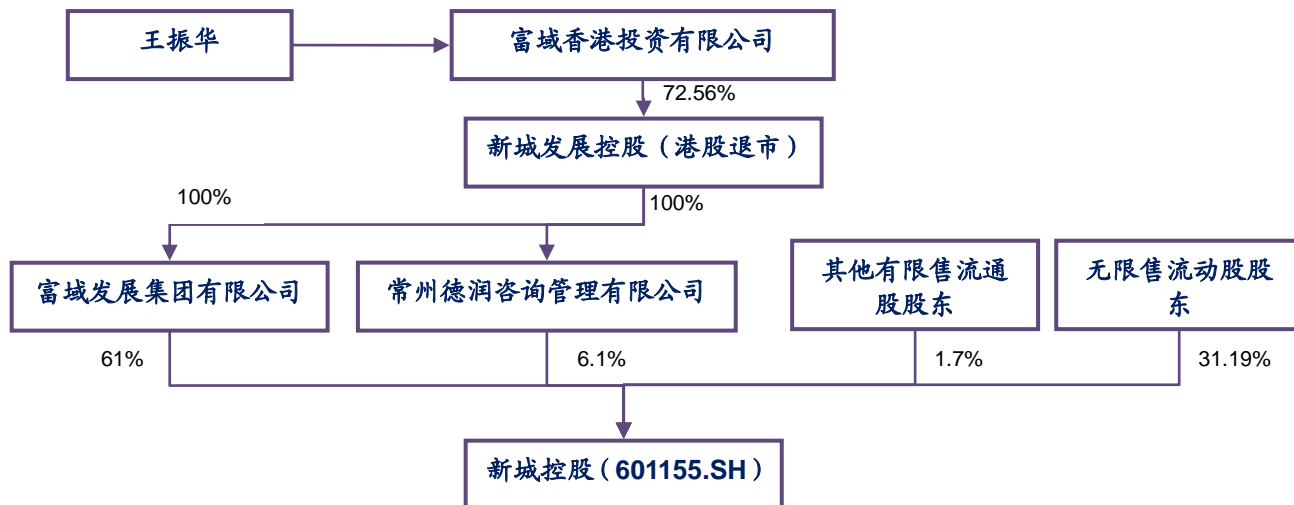 王振华
富域香港投资有限公司
72.56%
新城发展控股（港股退市）
100%
100%
富域发展集团有限公司
常州德润咨询管理有限公司
其他有限售流通
股股东
无限售流动股股
东
61%
6.1%
1.7%
31.19%
新城控股（601155.SH）